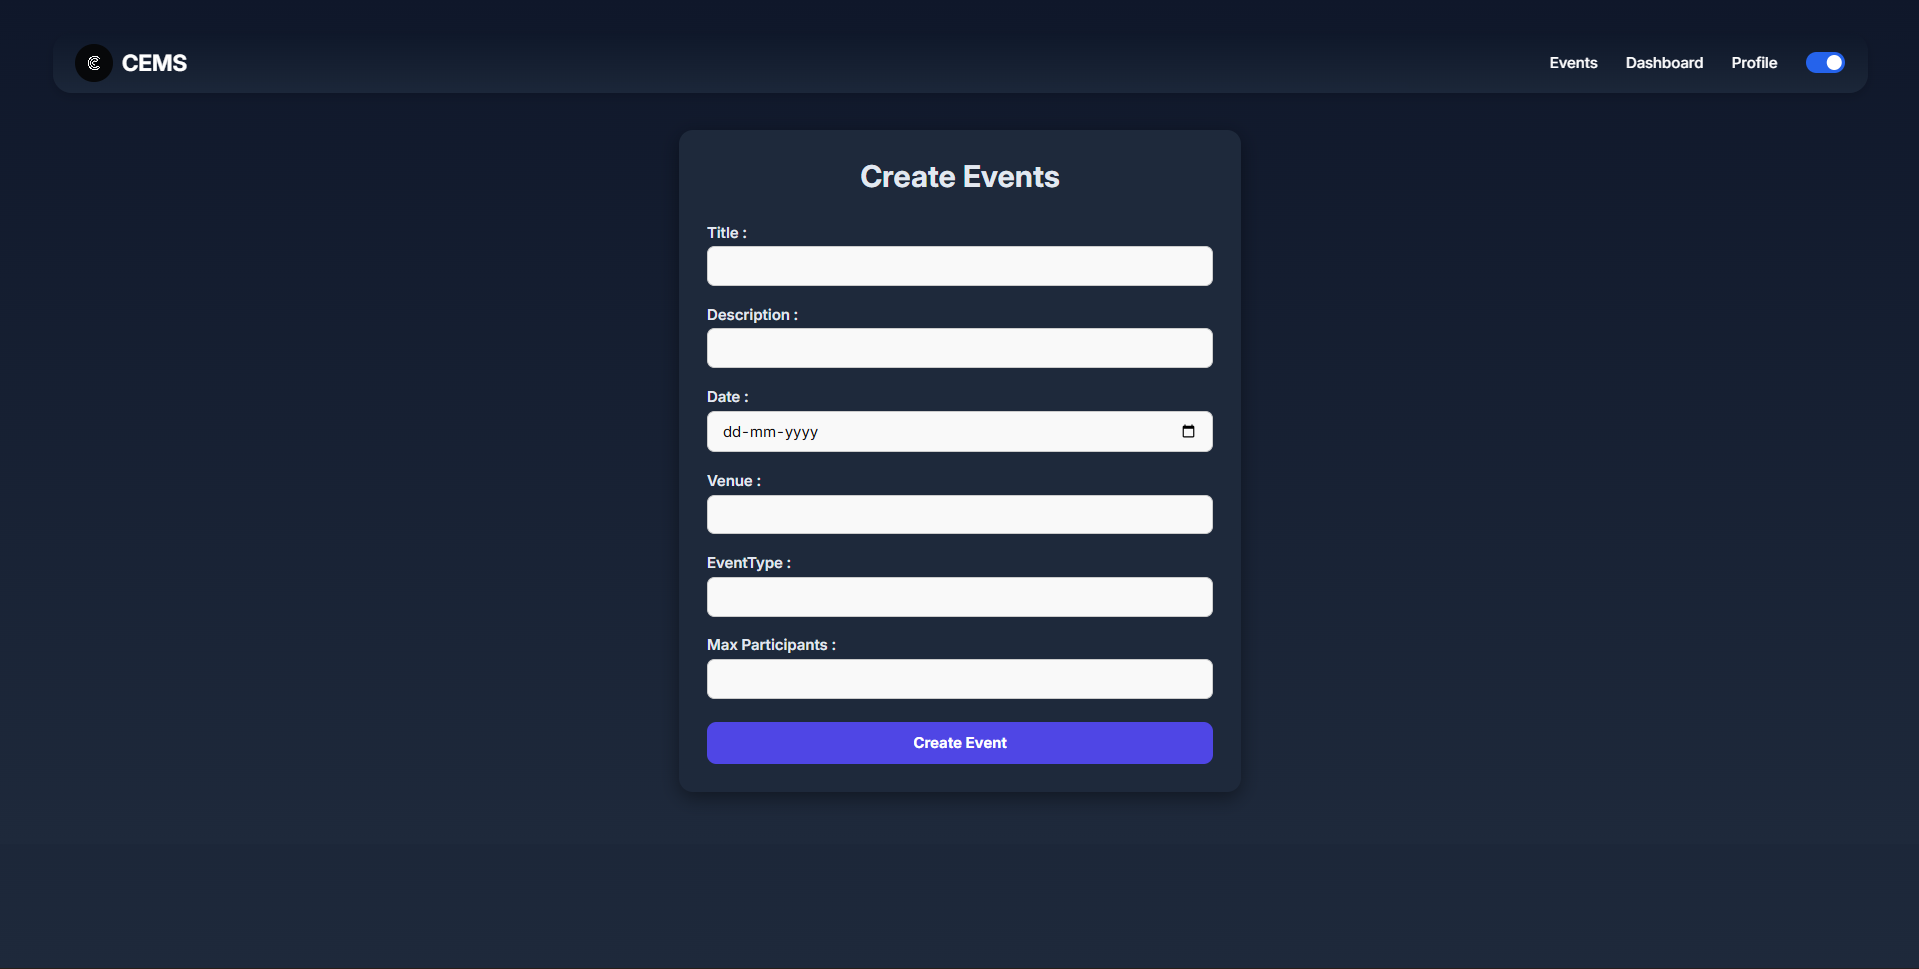 CEMS
Events Dashboard Profile
Create Events
Title :
Description :
Date :
dd-mm-yyyy
Venue :
EventType :
Max Participants :
Create Event